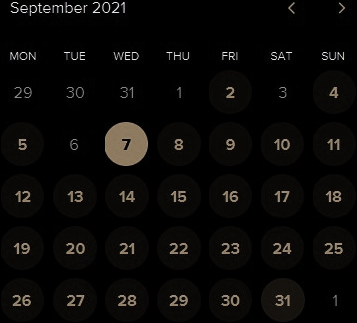 September 2021
MON TUE WED THU FRI SAT SUN
29 30 31 1 2 3 4
5 6 7 8 9 10 11
12 13 14 15 16 17 18
19 20 21 22 23 24 25
26 27 28 29 30 31 1